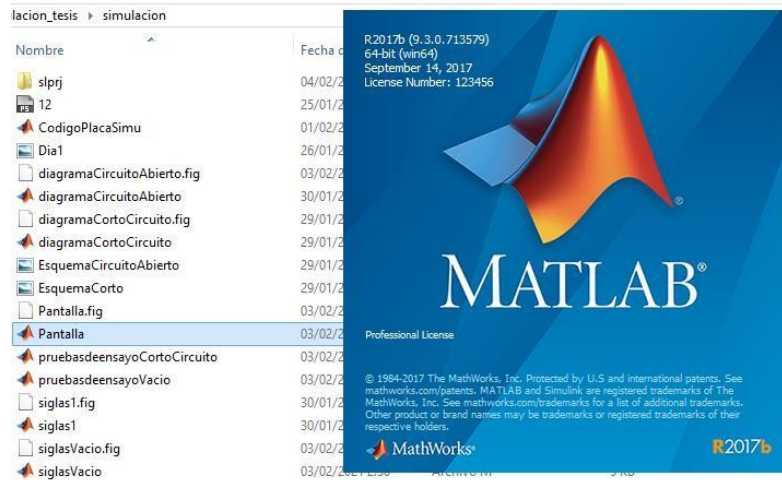 lacion_tesis › simulacion
Nombre
Fecha
slprj 04/02/2
12 25/01/2
CodigoPlacaSimu 01/02/2
Dia1 26/01/2
diagramaCircuitoAbierto.fig 03/02/2
diagramaCircuitoAbierto 30/01/2
diagramaCortoCircuito.fig 29/01/2
diagramaCortoCircuito 29/01/2
EsquemaCircuitoAbierto 29/01/2
EsquemaCorto 29/01/2
Pantalla.fig 03/02/2
Pantalla 03/02/2
pruebasdeensayoCortoCircuito 03/02/2
pruebasdeensayoVacio 03/02/2
siglas1.fig 30/01/2
siglas1 30/01/2
siglasVacio.fig 03/02/2
siglasVacio 03/02/2
R2017b (9.3.0.713579)
64-bit (win64)
September 14, 2017
License Number: 123456
MATLAB®
Professional License
© 1984-2017 The MathWorks, Inc. Protected by U.S and international patents. See
mathworks.com/patents. MATLAB and Simulink are registered trademarks of The
MathWorks, Inc. See mathworks.com/trademarks for a list of additional trademarks.
Other product or brand names may be trademarks or registered trademarks of their
respective holders.
MathWorks®
R2017b